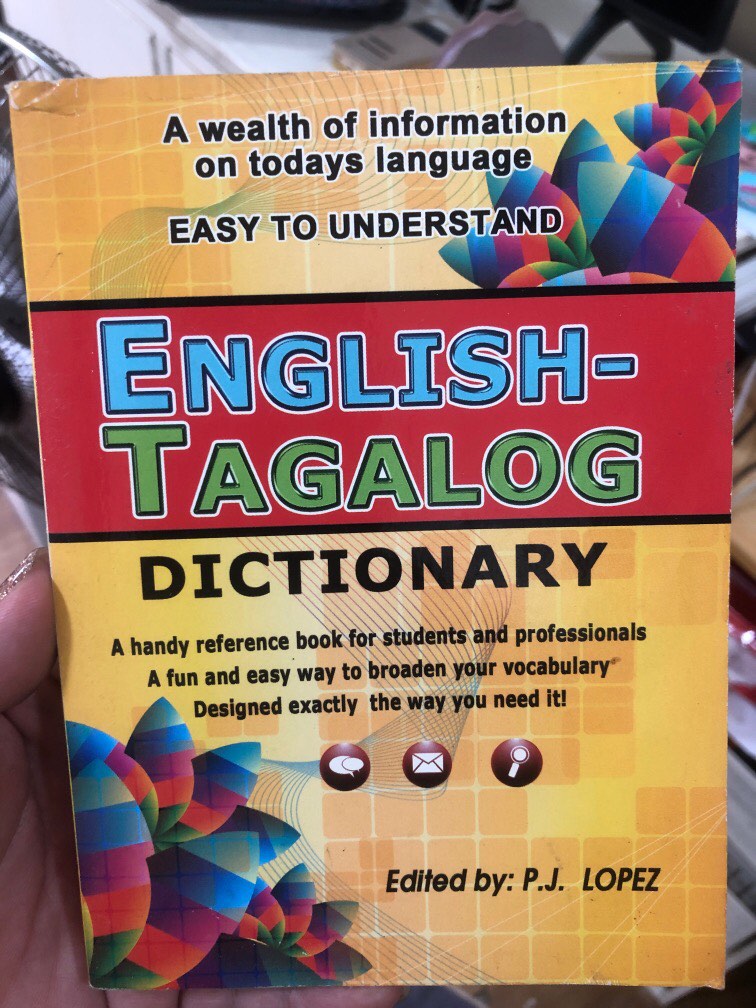 A wealth of information
on todays language
EASY TO UNDERSTAND
ENGLISH-
TAGALOG
DICTIONARY
A handy reference book for students and professionals
A fun and easy way to broaden your vocabulary
Designed exactly the way you need it!
Edited by: P.J. LOPEZ